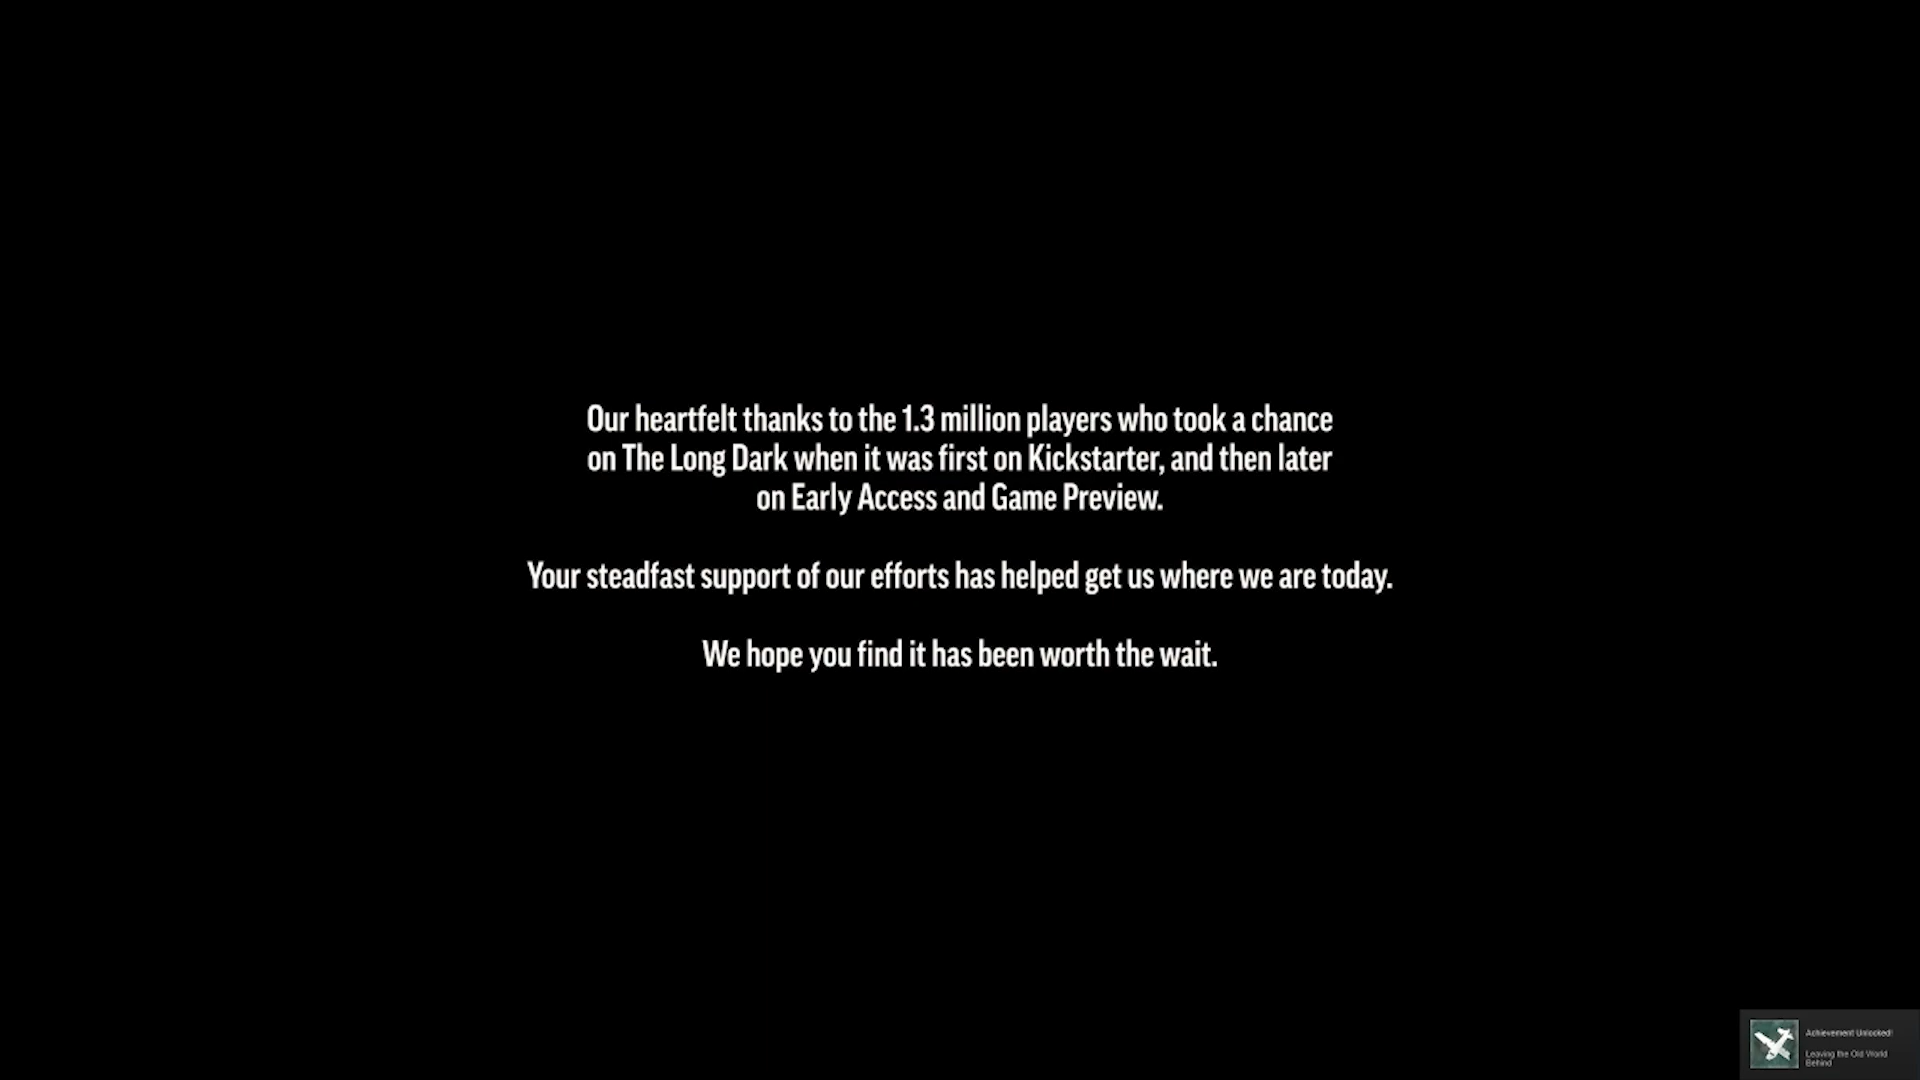 Our heartfelt thanks to the 1.3 million players who took a chance
on The Long Dark when it was first on Kickstarter, and then later
on Early Access and Game Preview.
Your steadfast support of our efforts has helped get us where we are today.
We hope you find it has been worth the wait.
Achievement Unlocked!
Leaving the Old World
Behind